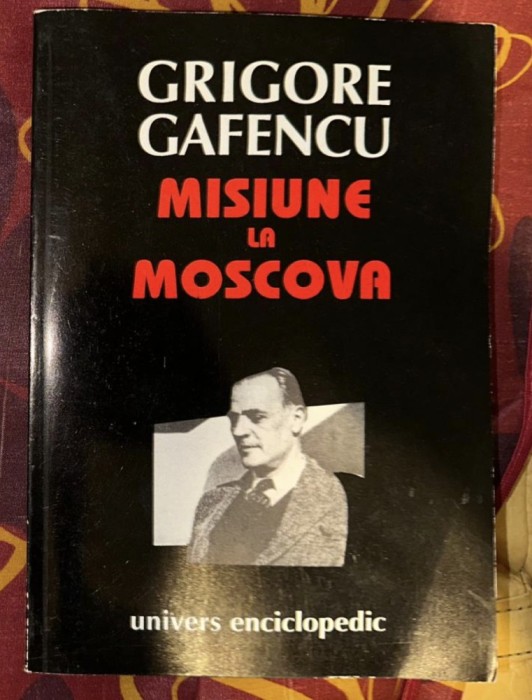 GRIGORE
GAFENCU
MISIUNE
LA
MOSCOVA
univers enciclopedic